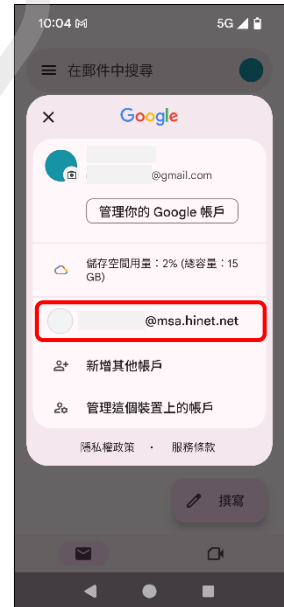 10:04
5G
在郵件中搜尋
Google
@gmail.com
管理你的 Google 帳戶
儲存空間用量：2% (總容量：15
GB)
@msa.hinet.net
新增其他帳戶
管理這個裝置上的帳戶
隱私權政策 · 服務條款
撰寫